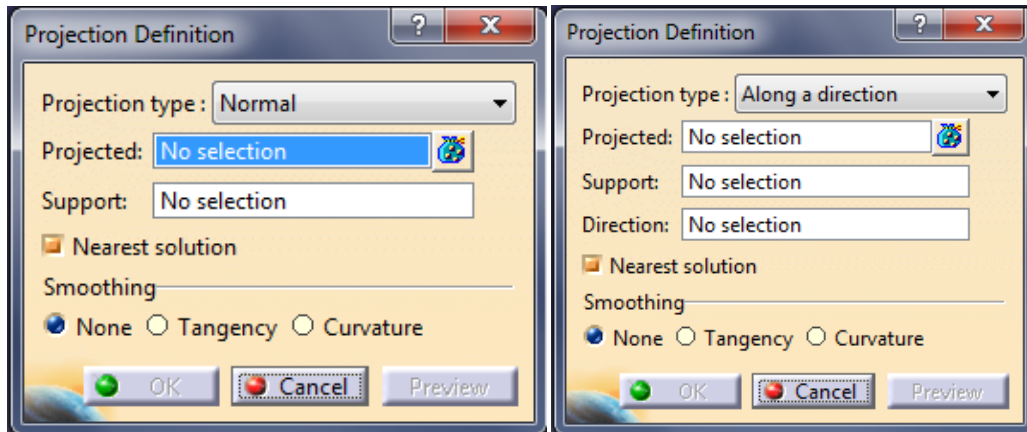 Projection Definition
?
X
Projection type : Normal
Projected: No selection
Support: No selection
Nearest solution
Smoothing
None Tangency Curvature
OK Cancel Preview
Projection Definition
?
X
Projection type : Along a direction
Projected: No selection
Support: No selection
Direction: No selection
Nearest solution
Smoothing
None Tangency Curvature
OK Cancel Preview